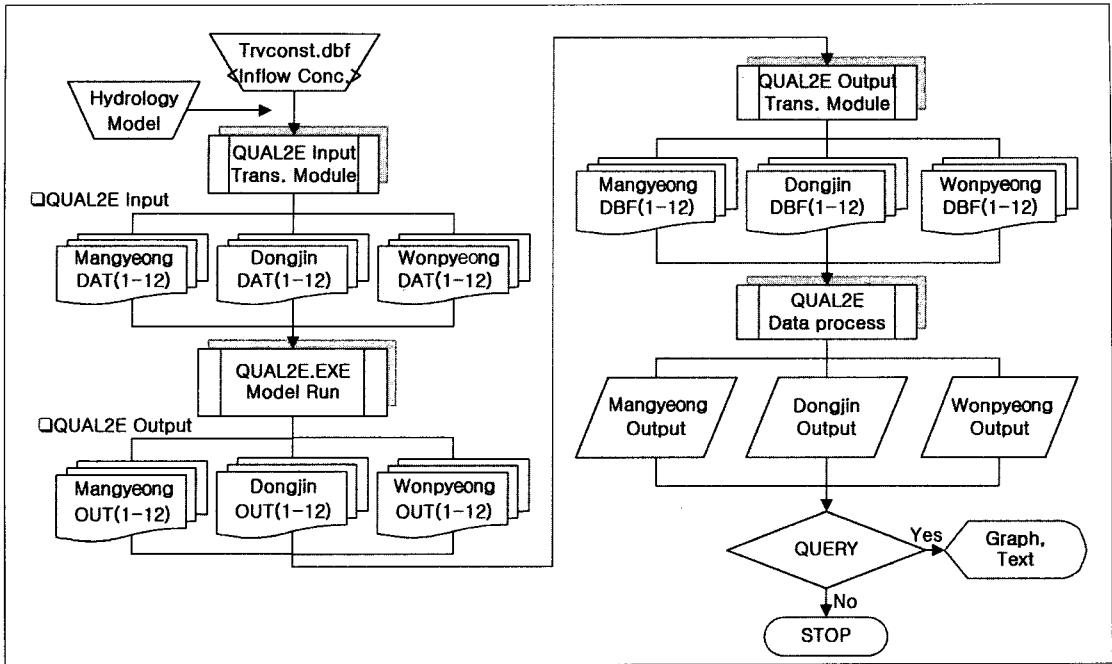 Trvconst.dbf
<Inflow Conc.>
Hydrology
Model
QUAL2E Input
Trans. Module
❑QUAL2E Input
Mangyeong
DAT(1-12)
Dongjin
DAT(1-12)
Wonpyeong
DAT(1-12)
QUAL2E.EXE
Model Run
❑QUAL2E Output
Mangyeong
OUT(1-12)
Dongjin
OUT(1-12)
Wonpyeong
OUT(1-12)
QUAL2E Output
Trans. Module
Mangyeong
DBF(1-12)
Dongjin
DBF(1-12)
Wonpyeong
DBF(1-12)
QUAL2E
Data process
Mangyeong
Output
Dongjin
Output
Wonpyeong
Output
QUERY
Yes
Graph,
Text
No
STOP